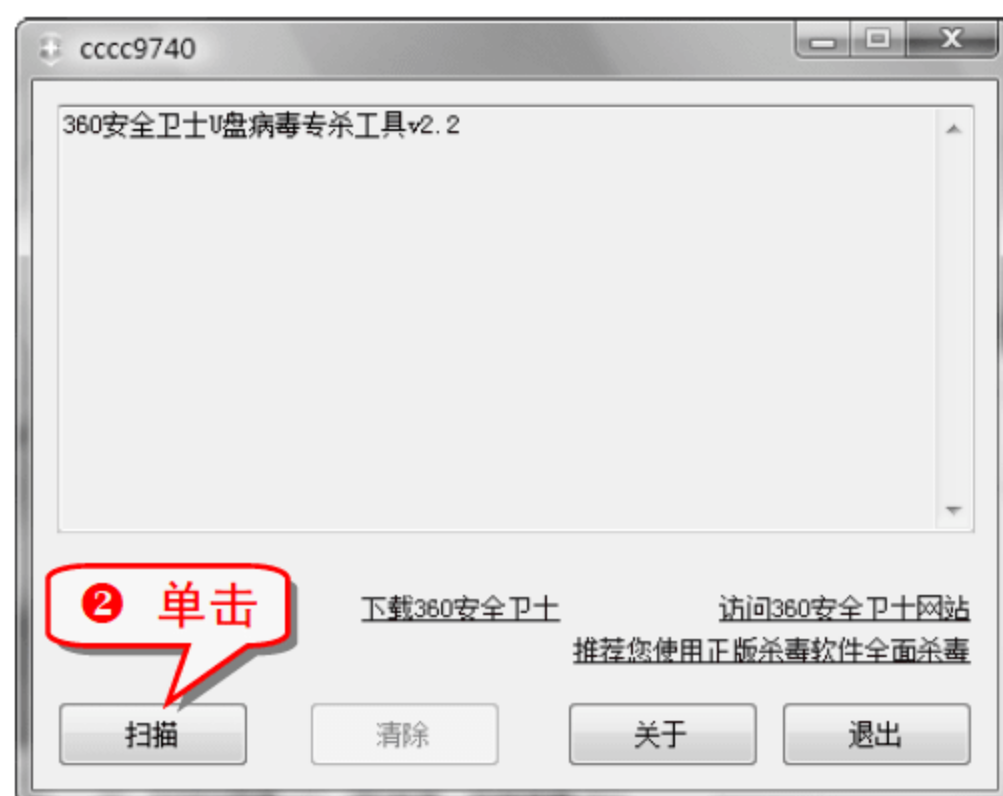 cccc9740
360安全卫士U盘病毒专杀工具v2.2
❷ 单击
下载360安全卫士
访问360安全卫士网站
推荐您使用正版杀毒软件全面杀毒
扫描
清除
关于
退出